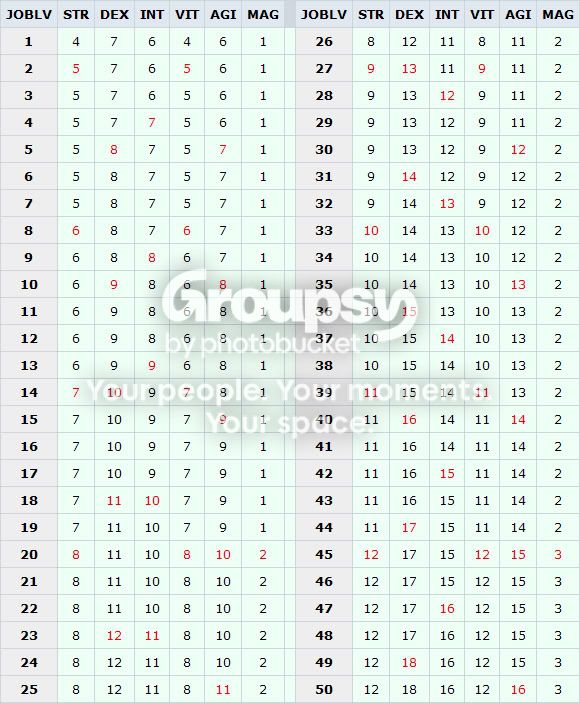 JOBLV STR DEX INT VIT AGI MAG JOBLV STR DEX INT VIT AGI MAG
1 4 7 6 4 6 1 26 8 12 11 8 11 2
2 5 7 6 5 6 1 27 9 13 11 9 11 2
3 5 7 6 5 6 1 28 9 13 12 9 11 2
4 5 7 7 5 6 1 29 9 13 12 9 11 2
5 5 8 7 5 7 1 30 9 13 12 9 12 2
6 5 8 7 5 7 1 31 9 14 12 9 12 2
7 5 8 7 5 7 1 32 9 14 13 9 12 2
8 6 8 7 6 7 1 33 10 14 13 10 12 2
9 6 8 8 6 7 1 34 10 14 13 10 12 2
10 6 9 8 6 8 1 35 10 14 13 10 13 2
11 6 9 8 6 8 1 36 10 15 13 10 13 2
12 6 9 8 6 8 1 37 10 15 14 10 13 2
13 6 9 9 6 8 1 38 10 15 14 10 13 2
14 7 10 9 7 8 1 39 11 15 14 11 13 2
15 7 10 9 7 9 1 40 11 16 14 11 14 2
16 7 10 9 7 9 1 41 11 16 14 11 14 2
17 7 10 9 7 9 1 42 11 16 15 11 14 2
18 7 11 10 7 9 1 43 11 16 15 11 14 2
19 7 11 10 7 9 1 44 11 17 15 11 14 2
20 8 11 10 8 10 2 45 12 17 15 12 15 3
21 8 11 10 8 10 2 46 12 17 15 12 15 3
22 8 11 10 8 10 2 47 12 17 16 12 15 3
23 8 12 11 8 10 2 48 12 17 16 12 15 3
24 8 12 11 8 10 2 49 12 18 16 12 15 3
25 8 12 11 8 11 2 50 12 18 16 12 16 3
Groupsy
by photobucket
Your people. Your moments.
Your space.